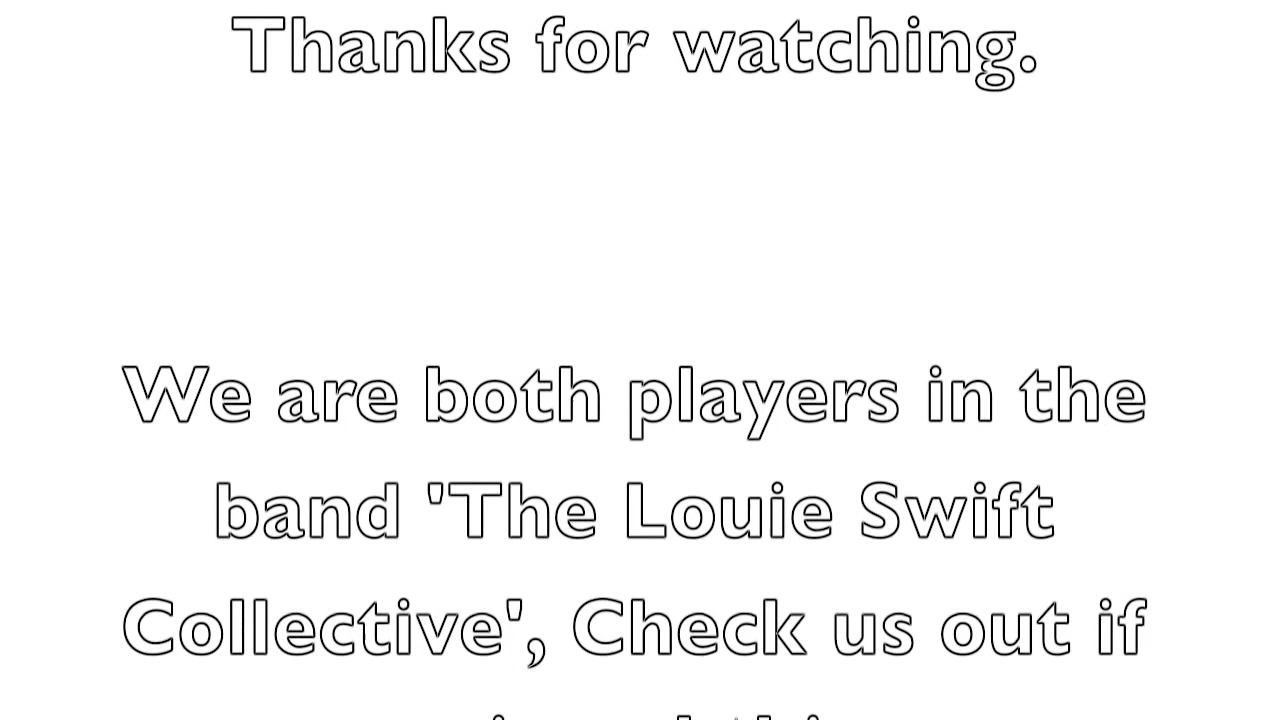 Thanks for watching.
We are both players in the
band 'The Louie Swift
Collective', Check us out if